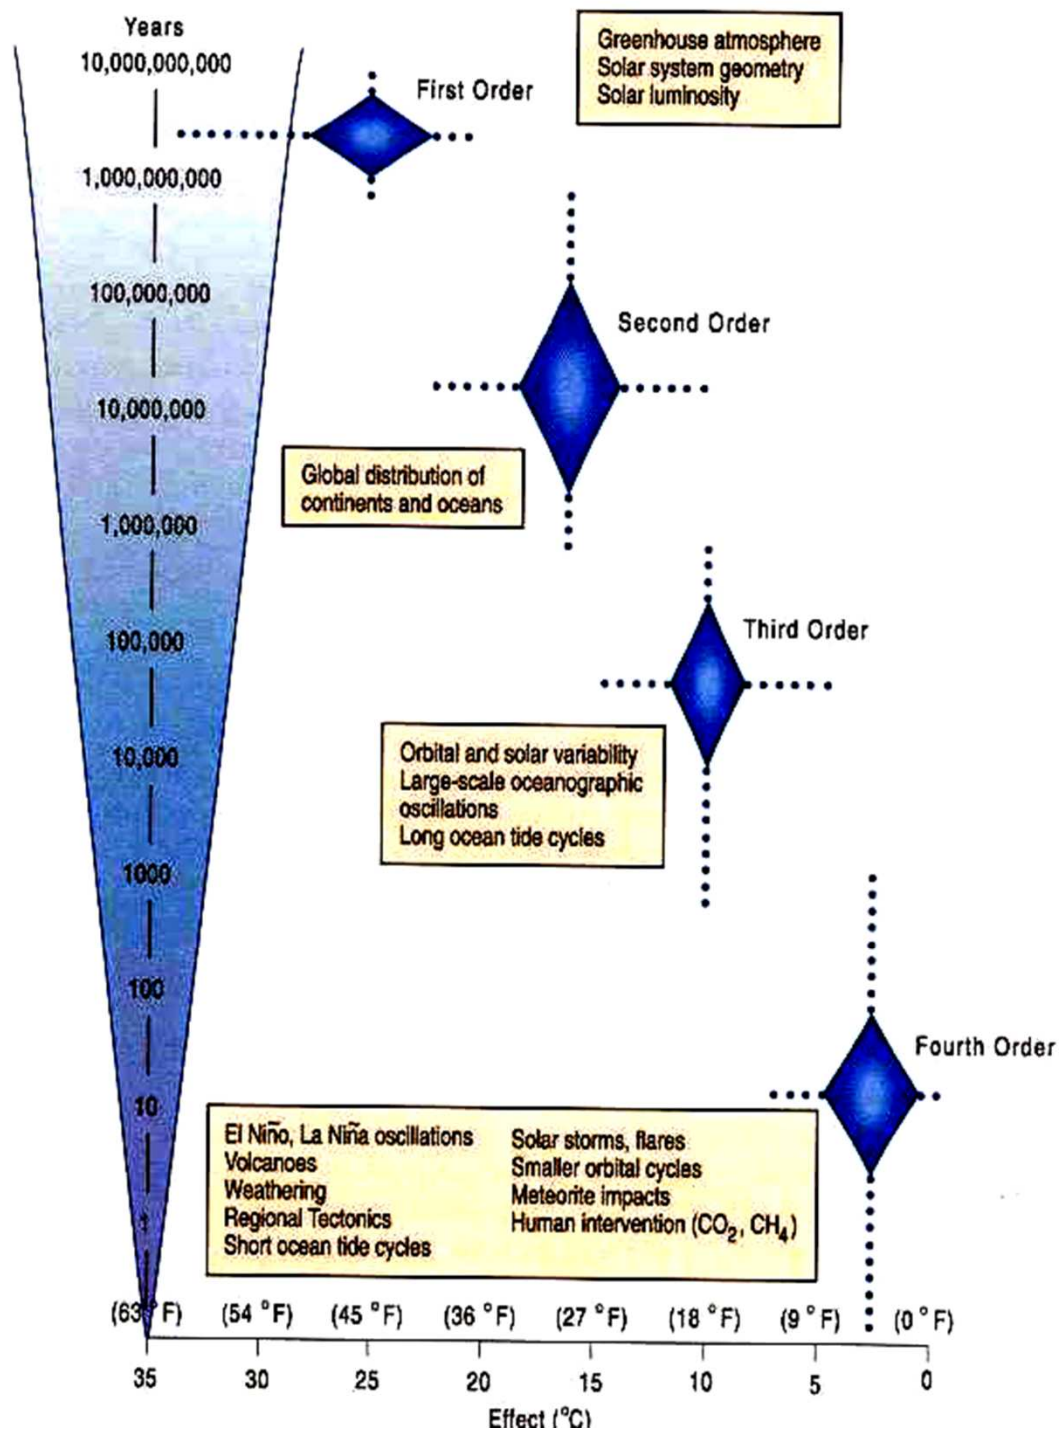 Years
10,000,000,000
First Order
Greenhouse atmosphere
Solar system geometry
Solar luminosity
1,000,000,000
100,000,000
Second Order
10,000,000
Global distribution of
continents and oceans
1,000,000
100,000
Third Order
10,000
Orbital and solar variability
Large-scale oceanographic
oscillations
Long ocean tide cycles
1000
100
Fourth Order
10
El Niño, La Niña oscillations
Volcanoes
Weathering
Regional Tectonics
Short ocean tide cycles
Solar storms, flares
Smaller orbital cycles
Meteorite impacts
Human intervention (CO₂, CH₄)
1
(63 °F) (54 °F) (45 °F) (36 °F) (27 °F) (18 °F) (9 °F) (0 °F)
35 30 25 20 15 10 5 0
Effect (°C)